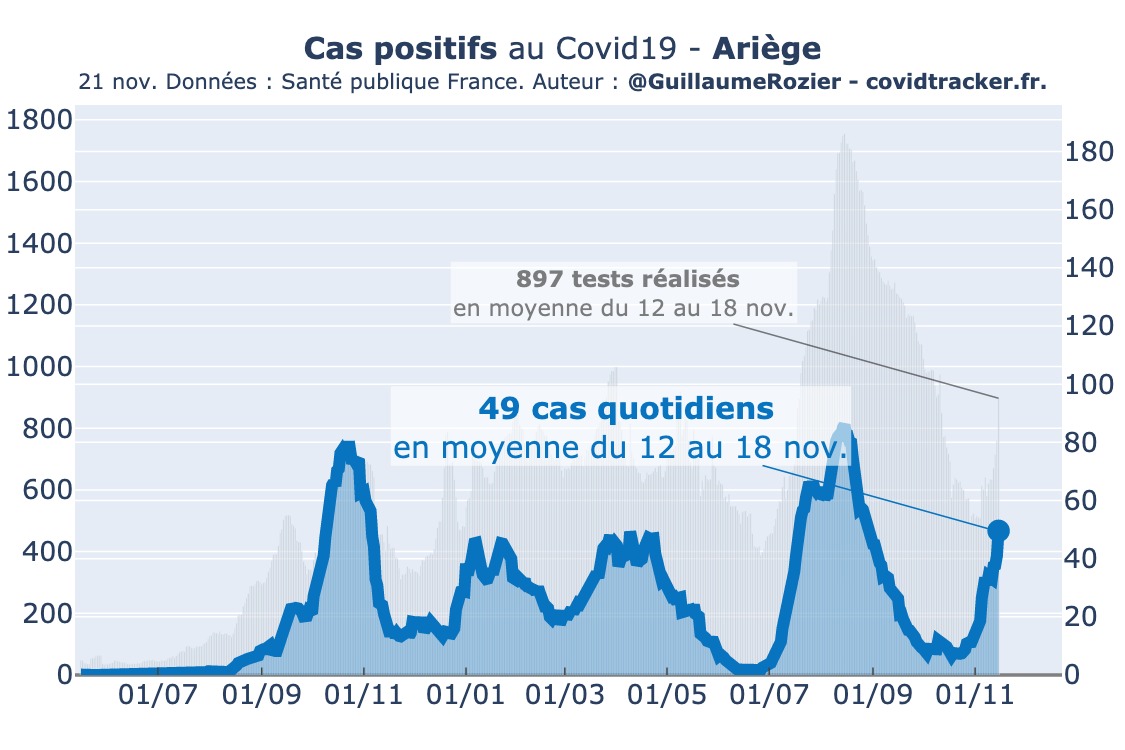 Cas positifs au Covid19 - Ariège
21 nov. Données : Santé publique France. Auteur : @GuillaumeRozier - covidtracker.fr.
1800
1600
1400
1200
1000
800
600
400
200
0
180
160
140
120
100
80
60
40
20
0
897 tests réalisés
en moyenne du 12 au 18 nov.
49 cas quotidiens
en moyenne du 12 au 18 nov.
01/07 01/09 01/11 01/01 01/03 01/05 01/07 01/09 01/11